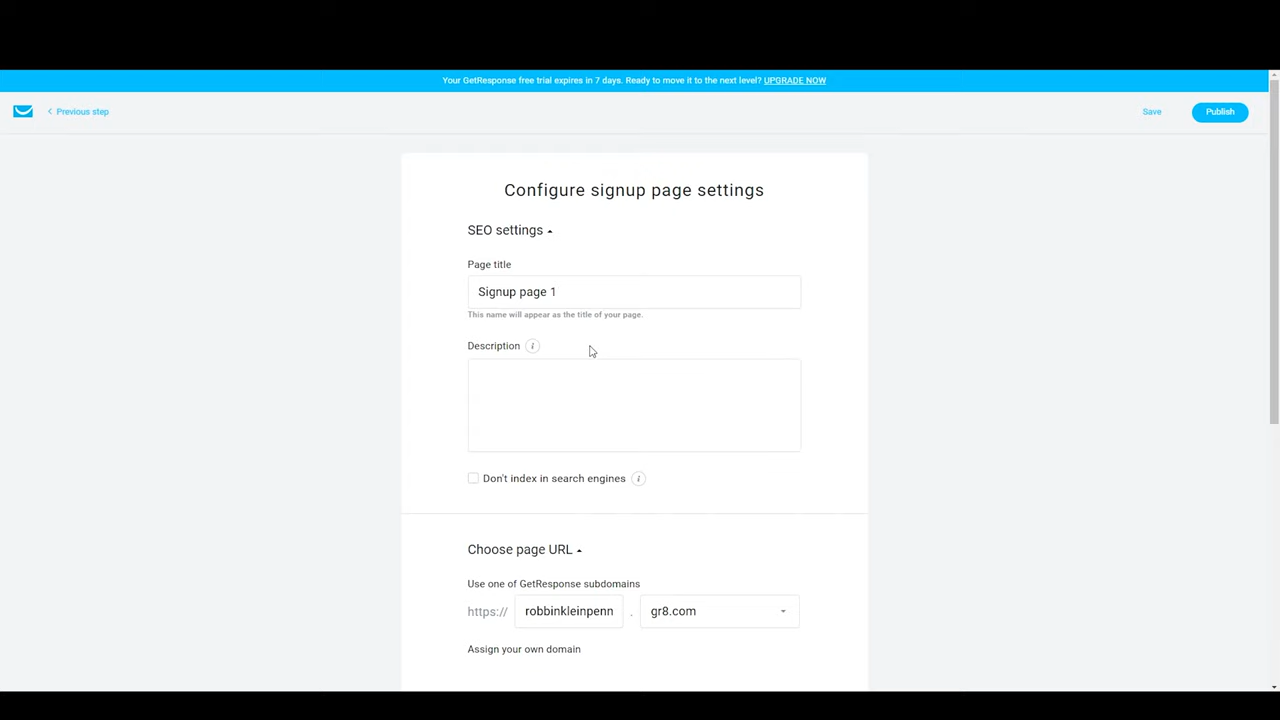 Your GetResponse free trial expires in 7 days. Ready to move it to the next level? UPGRADE NOW
Previous step
Save
Publish
Configure signup page settings
SEO settings
Page title
Signup page 1
This name will appear as the title of your page.
Description i
Don't index in search engines i
Choose page URL
Use one of GetResponse subdomains
https:// robbinkleinpenn . gr8.com
Assign your own domain